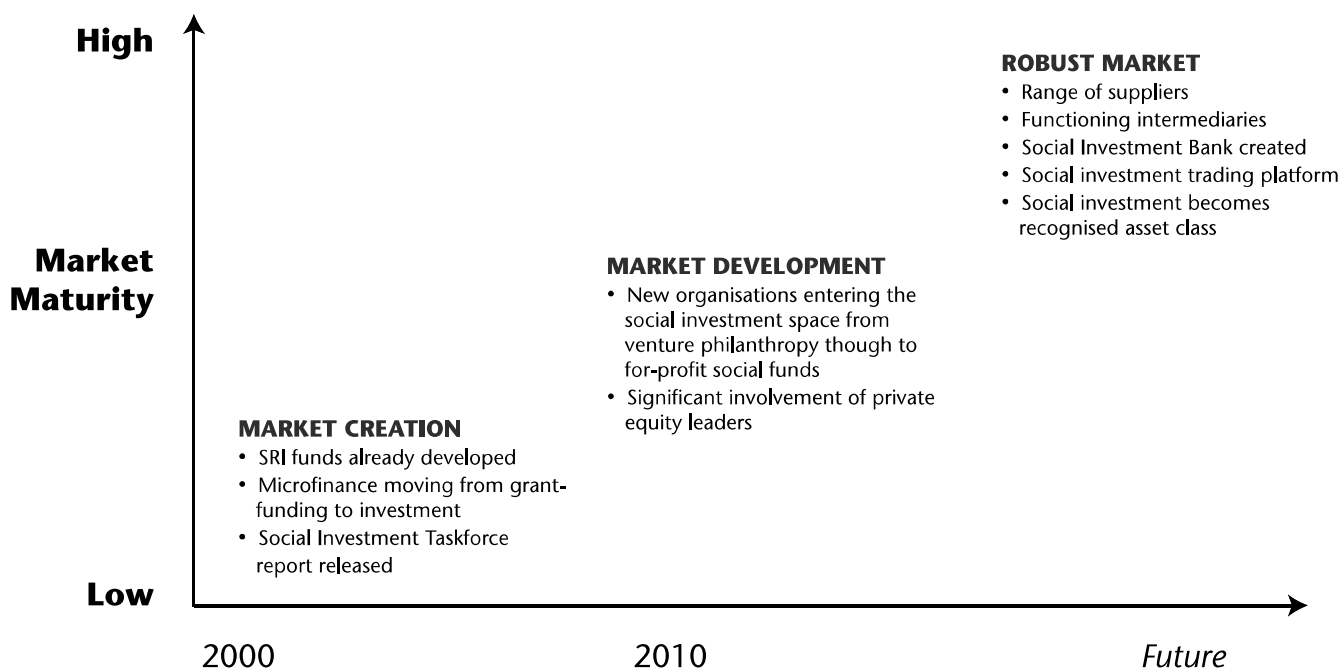 High
ROBUST MARKET
• Range of suppliers
• Functioning intermediaries
• Social Investment Bank created
• Social investment trading platform
• Social investment becomes
recognised asset class
Market
Maturity
MARKET DEVELOPMENT
• New organisations entering the
social investment space from
venture philanthropy though to
for-profit social funds
• Significant involvement of private
equity leaders
MARKET CREATION
• SRI funds already developed
• Microfinance moving from grant-
funding to investment
• Social Investment Taskforce
report released
Low
2000
2010
Future